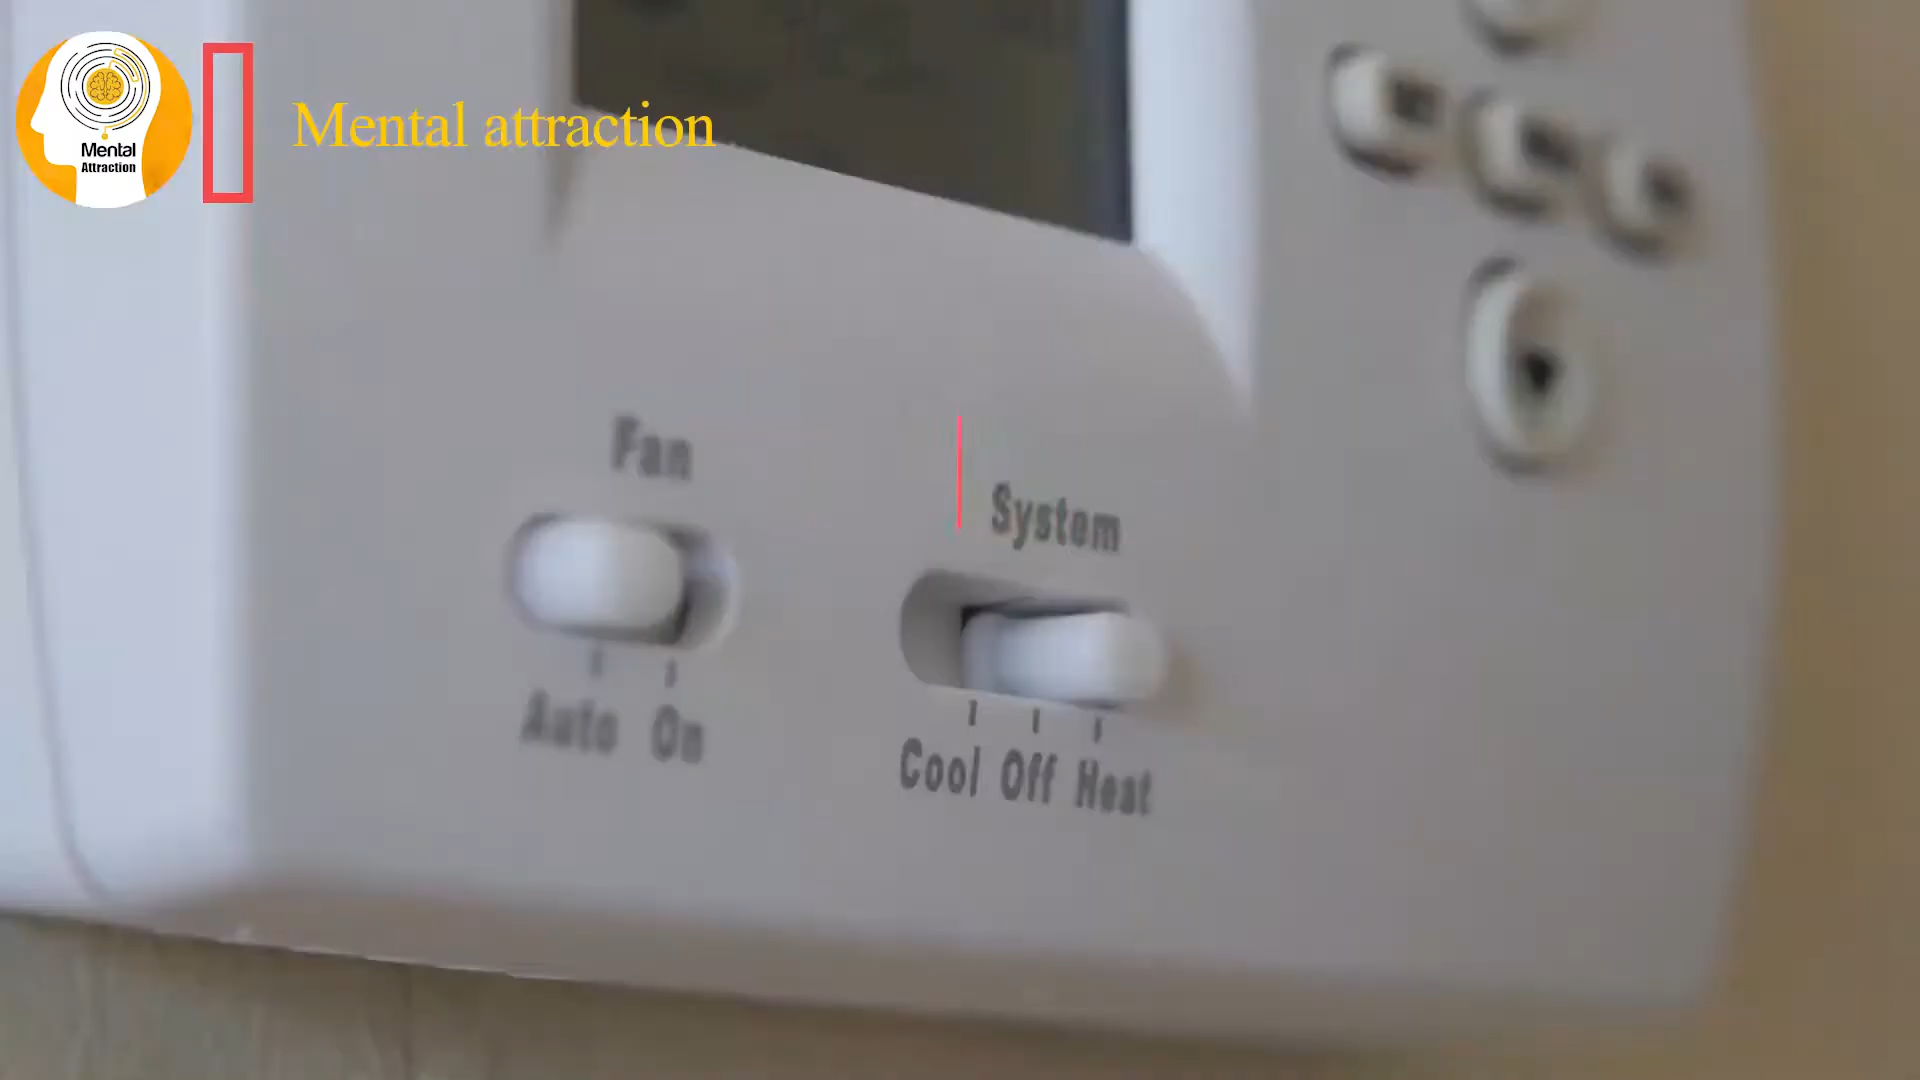 Mental
Attraction
Mental attraction
Fan
System
Auto On
Cool Off Heat